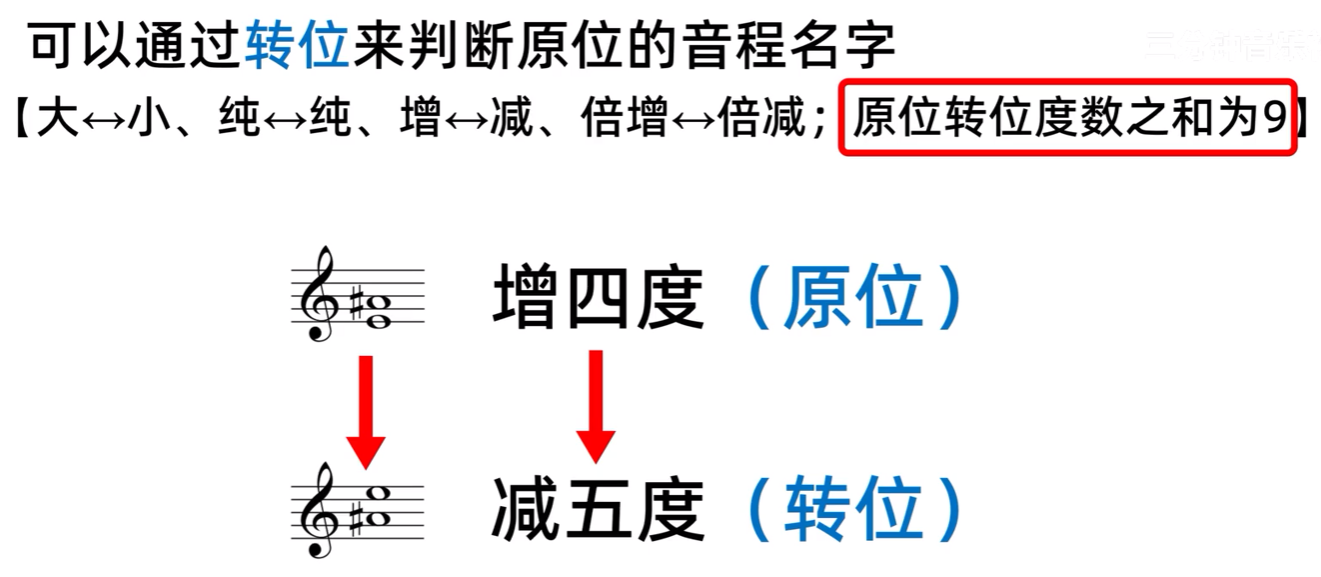 可以通过转位来判断原位的音程名字
【大↔小、纯↔纯、增↔减、倍增↔倍减；原位转位度数之和为9】
增四度（原位）
减五度（转位）